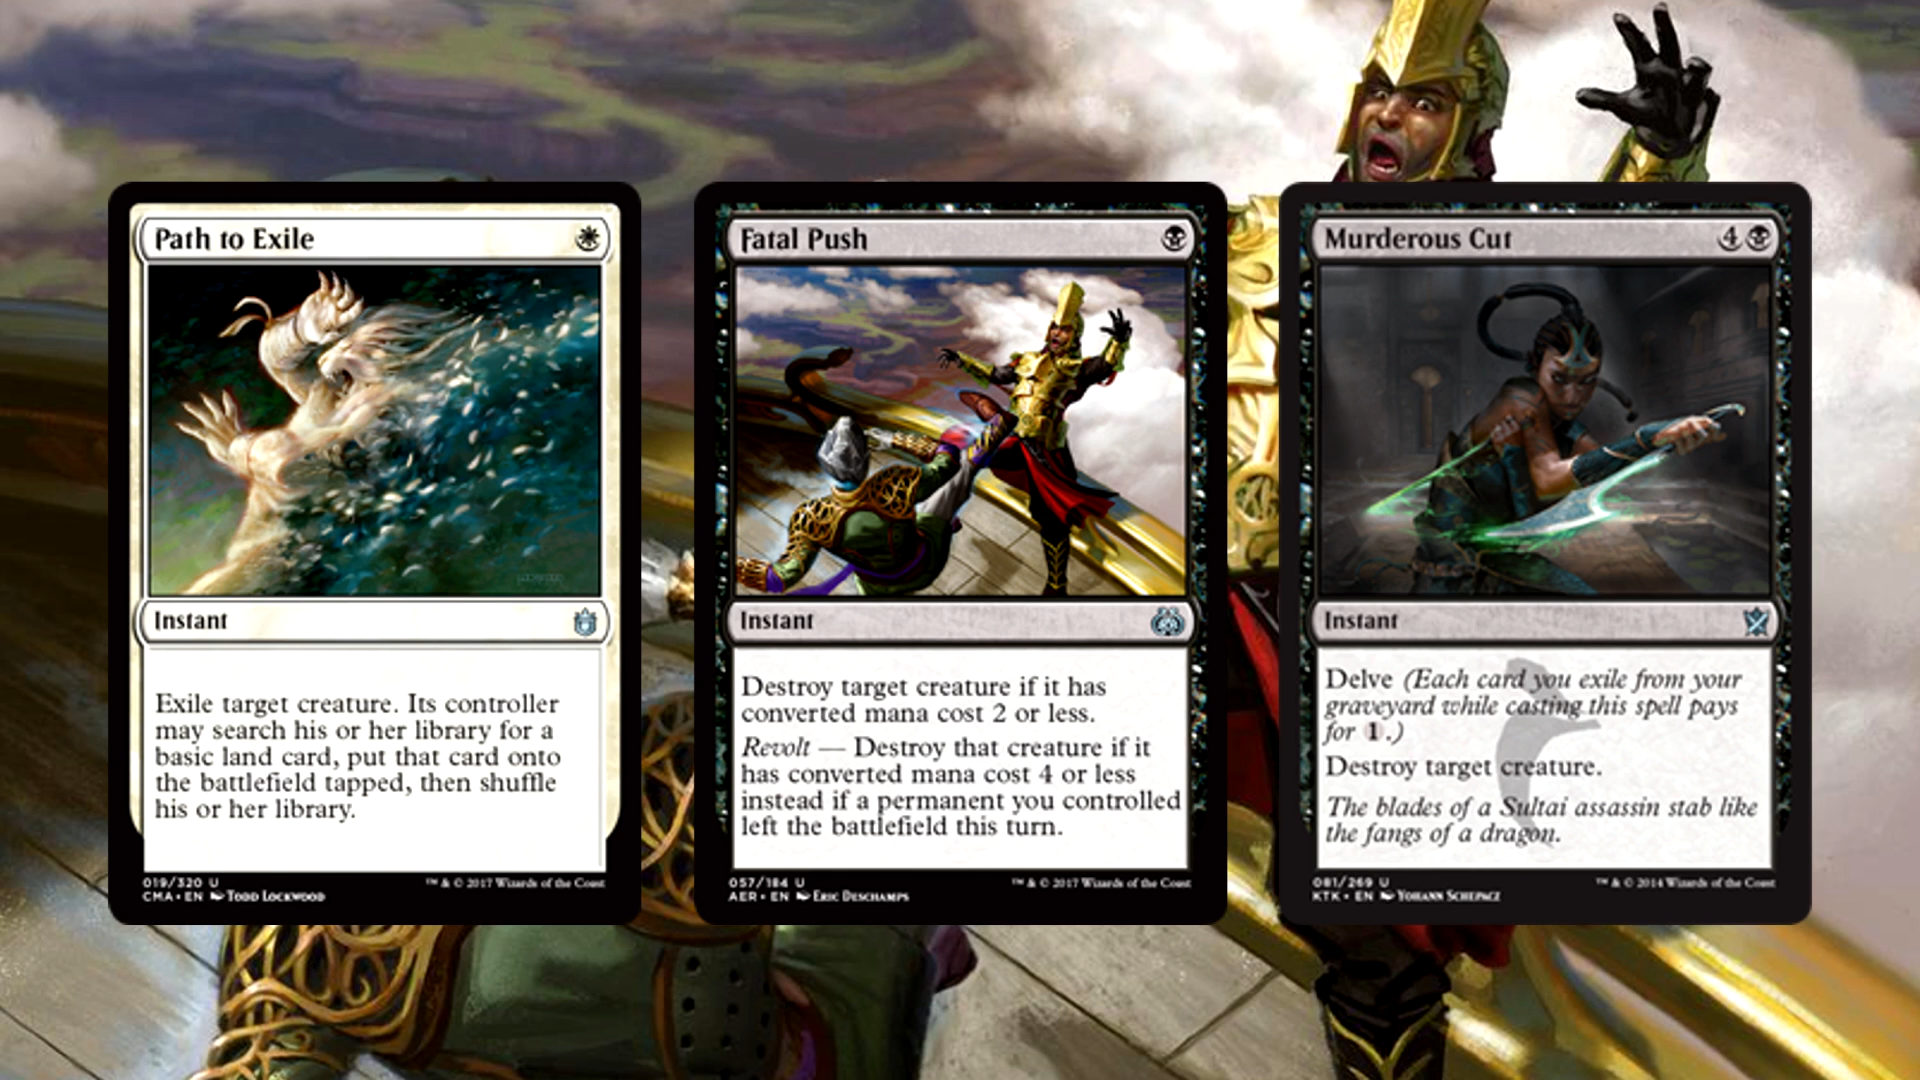 Path to Exile
Instant
Exile target creature. Its controller
may search his or her library for a
basic land card, put that card onto
the battlefield tapped, then shuffle
his or her library.
019/320 U
™ & © 2017 Wizards of the Coast
CMA • EN Todd Lockwood
Fatal Push
Instant
Destroy target creature if it has
converted mana cost 2 or less.
Revolt — Destroy that creature if it
has converted mana cost 4 or less
instead if a permanent you controlled
left the battlefield this turn.
057/184 U
™ & © 2017 Wizards of the Coast
AER • EN Eric Deschamps
Murderous Cut
4
Instant
Delve (Each card you exile from your
graveyard while casting this spell pays
for 1.)
Destroy target creature.
The blades of a Sultai assassin stab like
the fangs of a dragon.
081/269 U
™ & © 2014 Wizards of the Coast
KTK • EN Yohann Schepacz